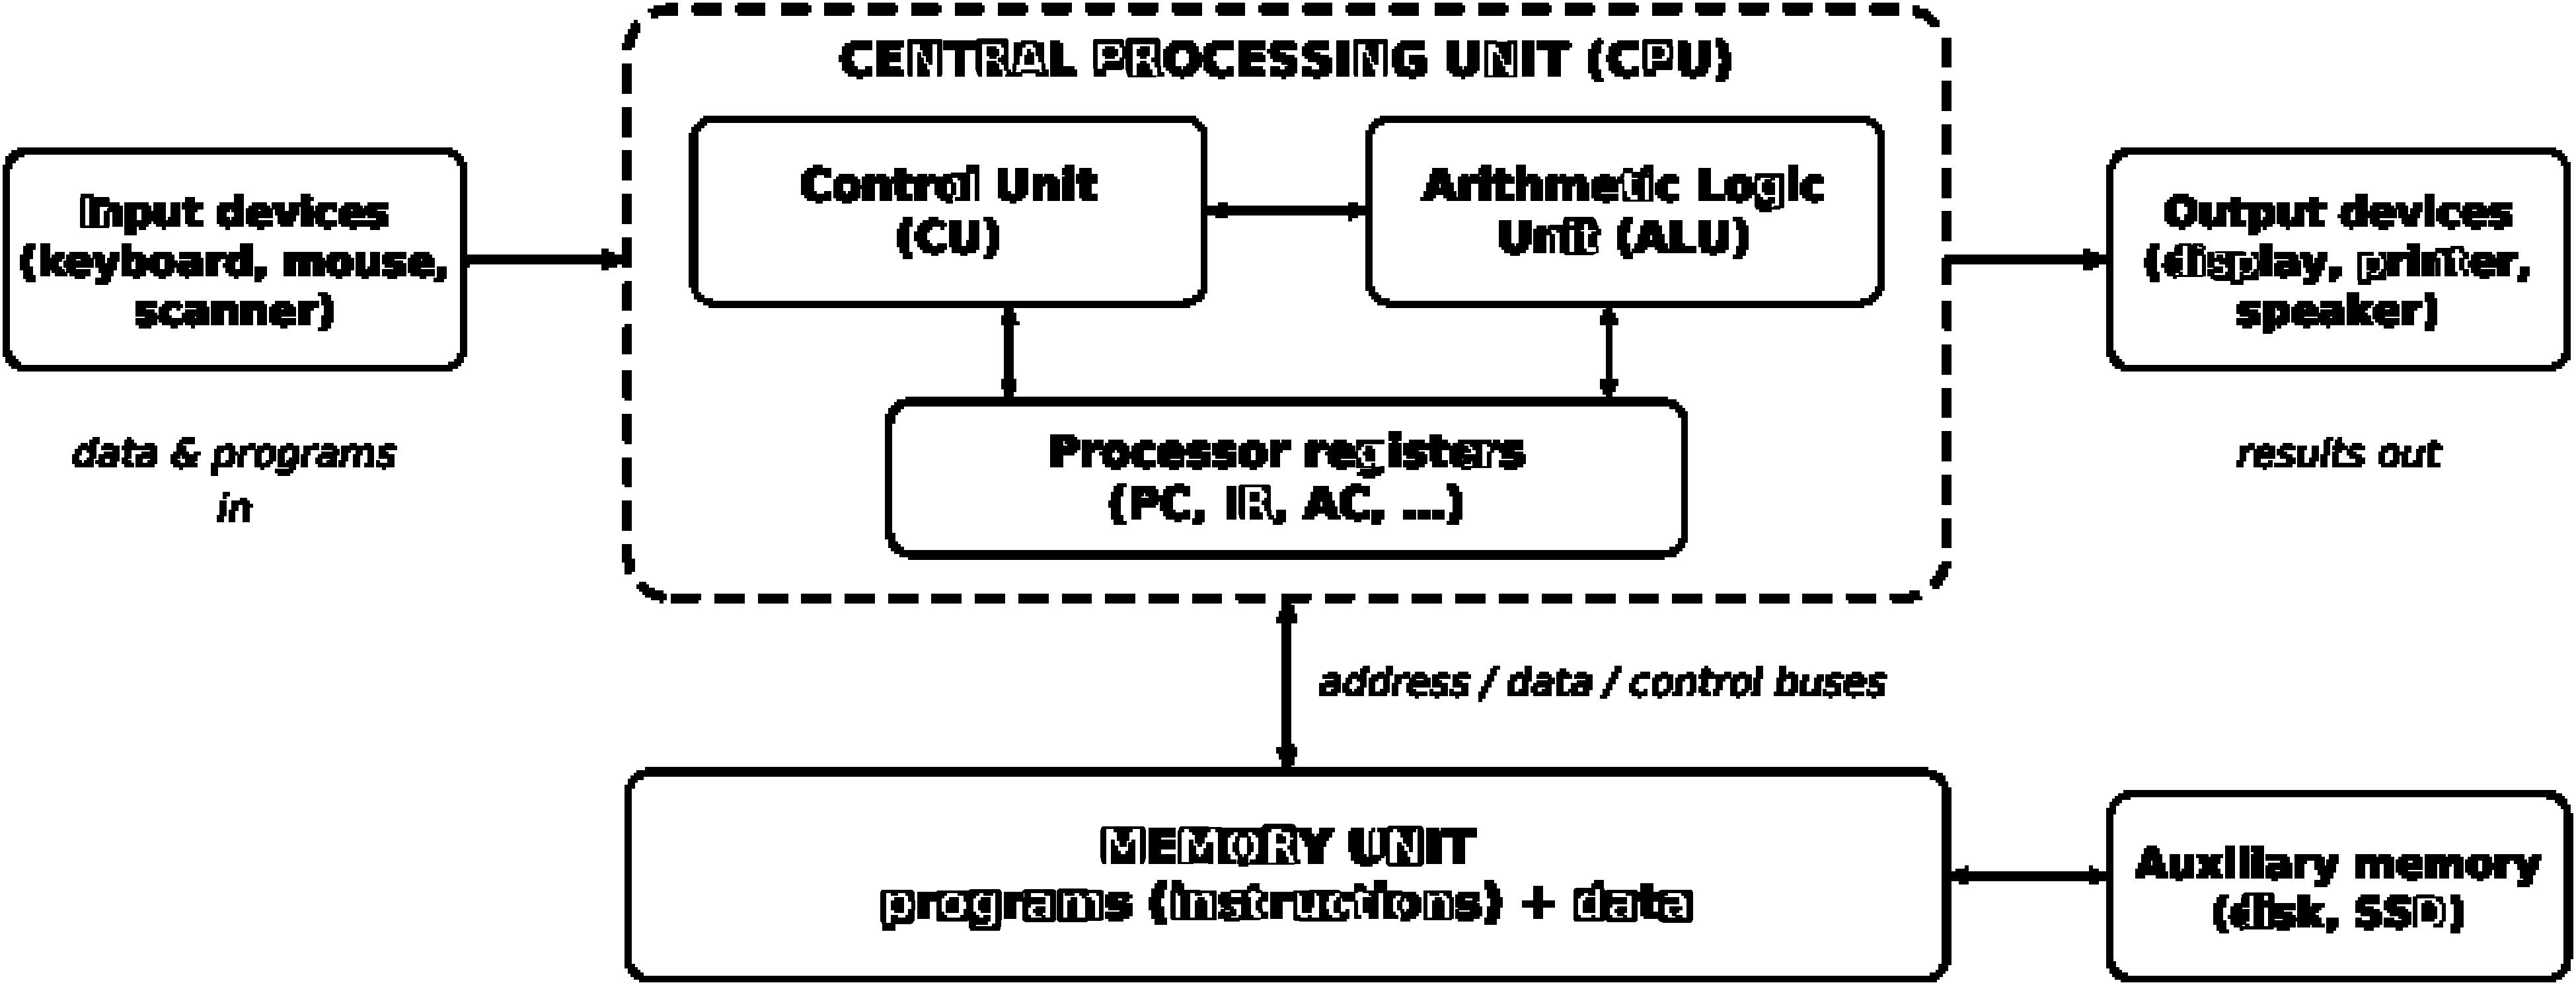 CENTRAL PROCESSING UNIT (CPU)
Control Unit
(CU)
Arithmetic Logic
Unit (ALU)
Input devices
(keyboard, mouse,
scanner)
Output devices
(display, printer,
speaker)
data & programs
in
Processor registers
(PC, IR, AC, ...)
results out
address / data / control buses
MEMORY UNIT
programs (instructions) + data
Auxiliary memory
(disk, SSD)